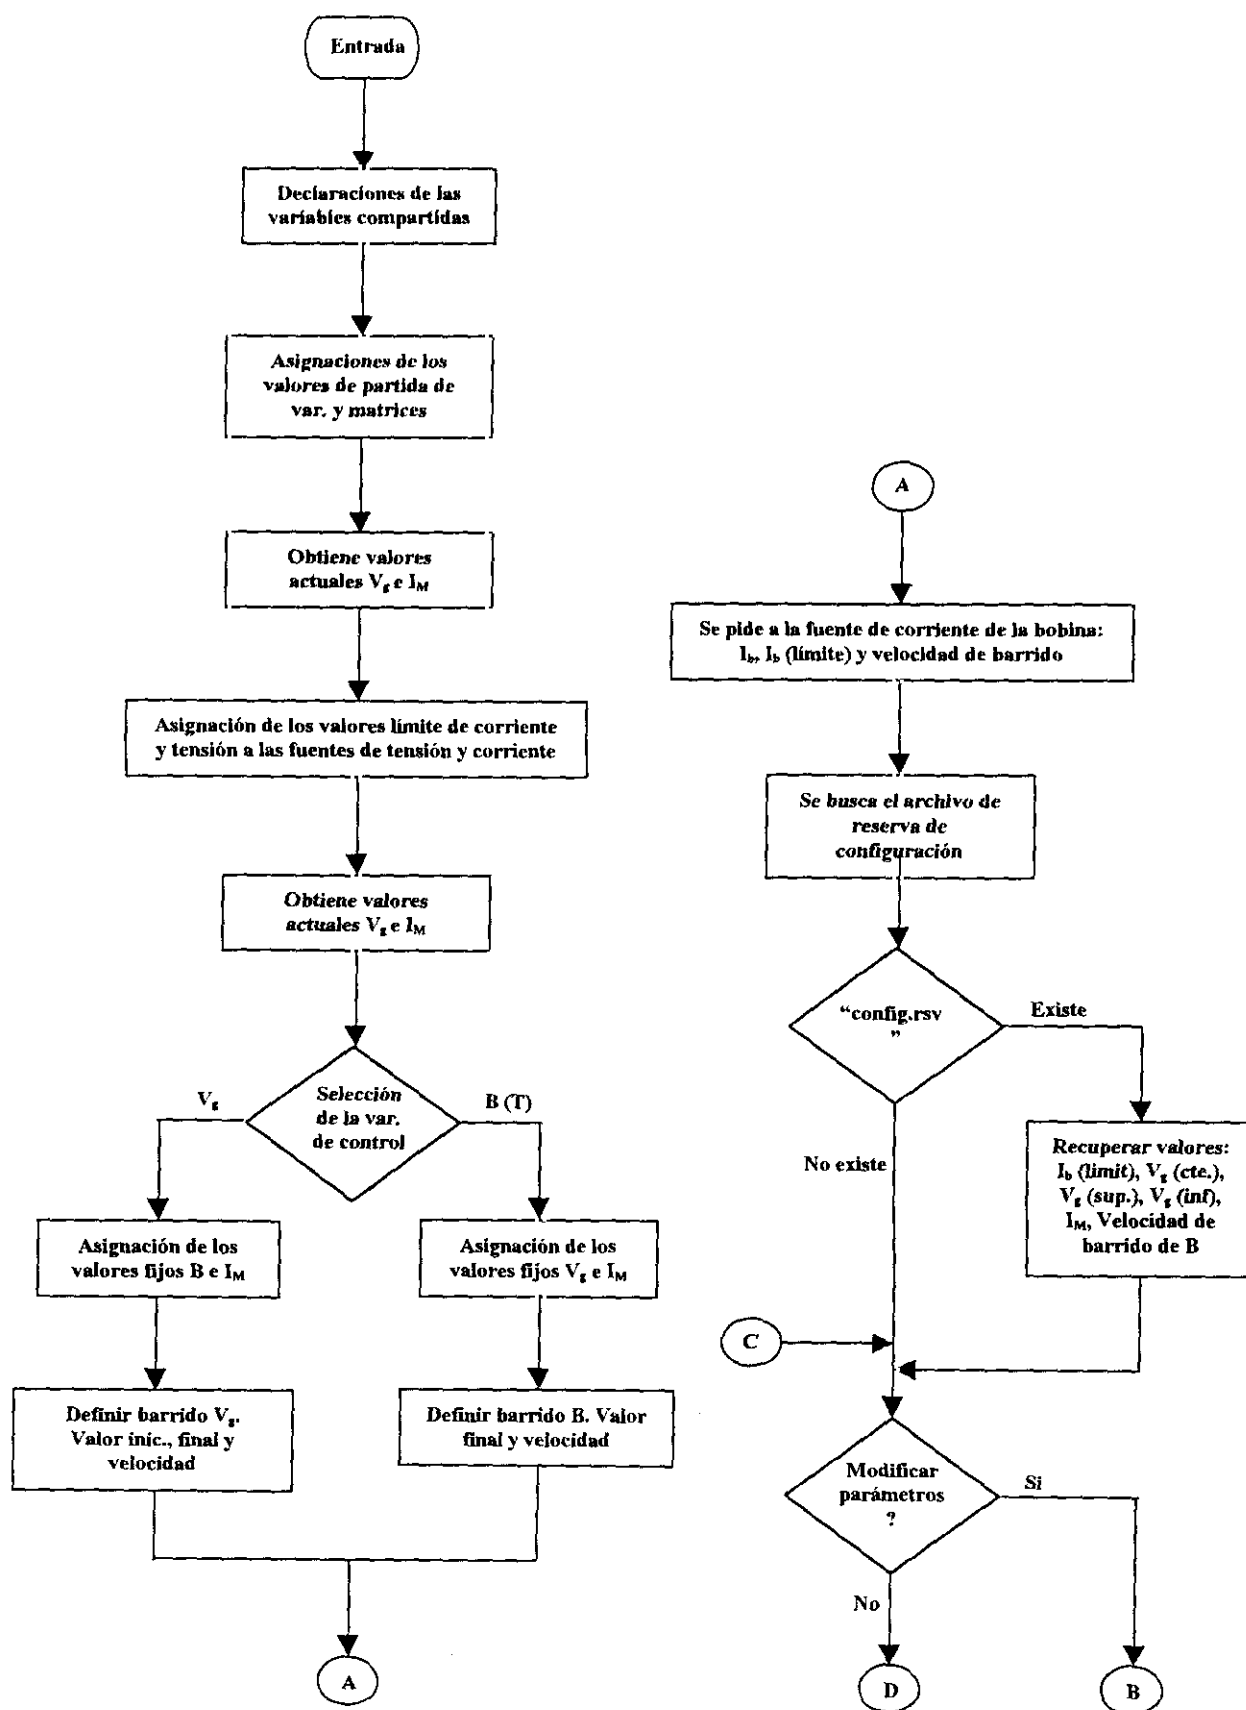 Entrada
Declaraciones de las
variables compartidas
Asignaciones de los
valores de partida de
var. y matrices
Obtiene valores
actuales Vg e IM
Asignación de los valores límite de corriente
y tensión a las fuentes de tensión y corriente
Obtiene valores
actuales Vg e IM
Selección
de la var.
de control
Vg
B (T)
Asignación de los
valores fijos B e IM
Asignación de los
valores fijos Vg e IM
Definir barrido Vg.
Valor inic., final y
velocidad
Definir barrido B. Valor
final y velocidad
A
A
Se pide a la fuente de corriente de la bobina:
Ib, Ib (límite) y velocidad de barrido
Se busca el archivo de
reserva de
configuración
“config.rsv
”
Existe
No existe
Recuperar valores:
Ib (limit), Vg (cte.),
Vg (sup.), Vg (inf),
IM, Velocidad de
barrido de B
C
Modificar
parámetros
?
Si
No
D
B